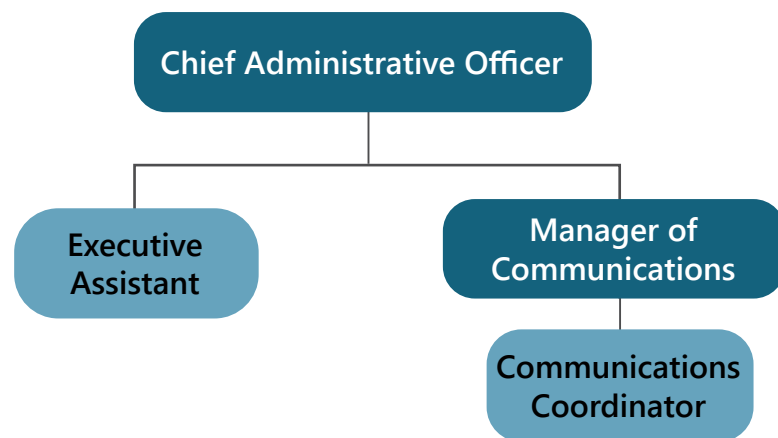 Chief Administrative Officer
Executive
Assistant
Manager of
Communications
Communications
Coordinator